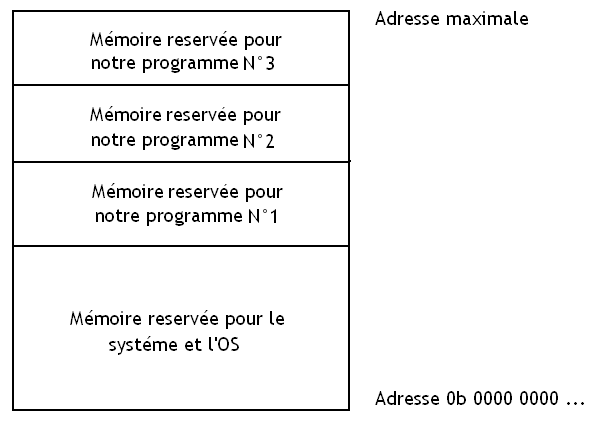 Adresse maximale
Mémoire reservée pour
notre programme N°3
Mémoire reservée pour
notre programme N°2
Mémoire reservée pour
notre programme N°1
Mémoire reservée pour le
systéme et l'OS
Adresse 0b 0000 0000 ...